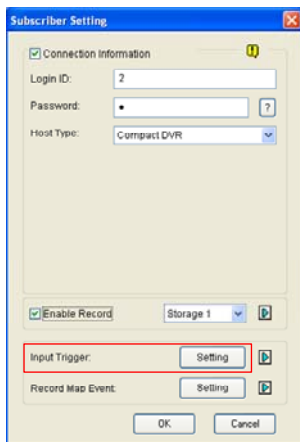 Subscriber Setting
Connection Information
Login ID: 2
Password: •
?
Host Type: Compact DVR
Enable Record Storage 1
Input Trigger: Setting
Record Map Event: Setting
OK Cancel